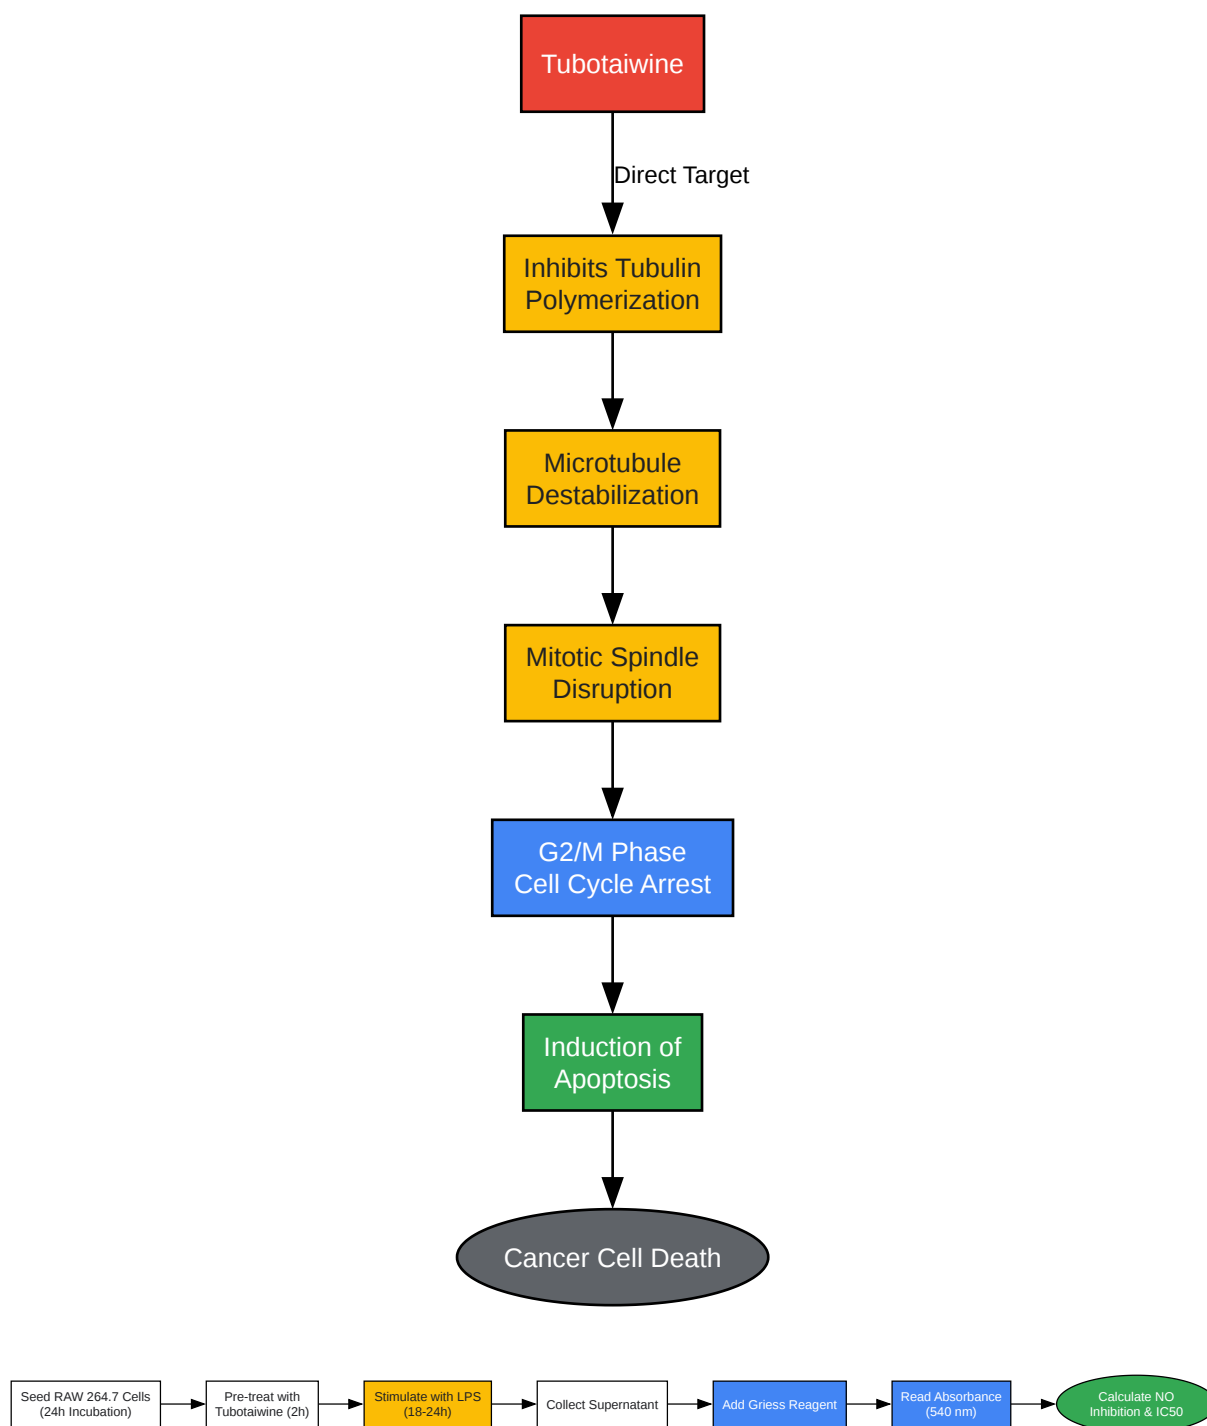 Tubotaiwine
Direct Target
Inhibits Tubulin
Polymerization
Microtubule
Destabilization
Mitotic Spindle
Disruption
G2/M Phase
Cell Cycle Arrest
Induction of
Apoptosis
Cancer Cell Death
Seed RAW 264.7 Cells
(24h Incubation)
Pre-treat with
Tubotaiwine (2h)
Stimulate with LPS
(18-24h)
Collect Supernatant
Add Griess Reagent
Read Absorbance
(540 nm)
Calculate NO
Inhibition & IC50